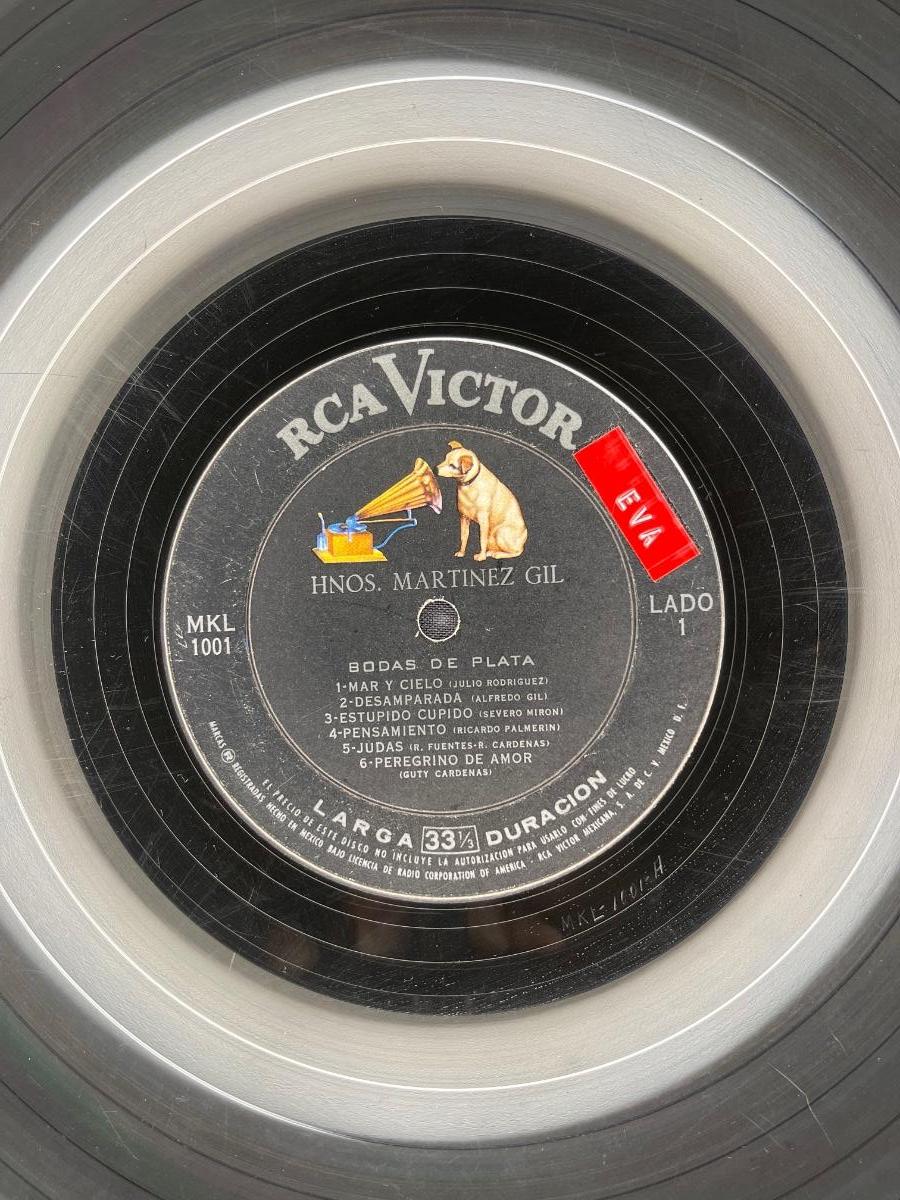 RCA VICTOR
EVA
HNOS. MARTINEZ GIL
MKL
1001
LADO
1
BODAS DE PLATA
1-MAR Y CIELO (JULIO RODRIGUEZ)
2-DESAMPARADA (ALFREDO GIL)
3-ESTUPIDO CUPIDO (SEVERO MIRON)
4-PENSAMIENTO (RICARDO PALMERIN)
5-JUDAS (R. FUENTES-R. CARDENAS)
6-PEREGRINO DE AMOR
(GUTY CARDENAS)
LARGA 33⅓ DURACION
EL PRECIO DE ESTE DISCO NO INCLUYE LA AUTORIZACION PARA USARLO CON FINES DE LUCRO
MARCAS ® REGISTRADAS HECHO EN MEXICO BAJO LICENCIA DE RADIO CORPORATION OF AMERICA - RCA VICTOR MEXICANA, S. A. DE C. V. MEXICO D. F.
MKL-1001-H